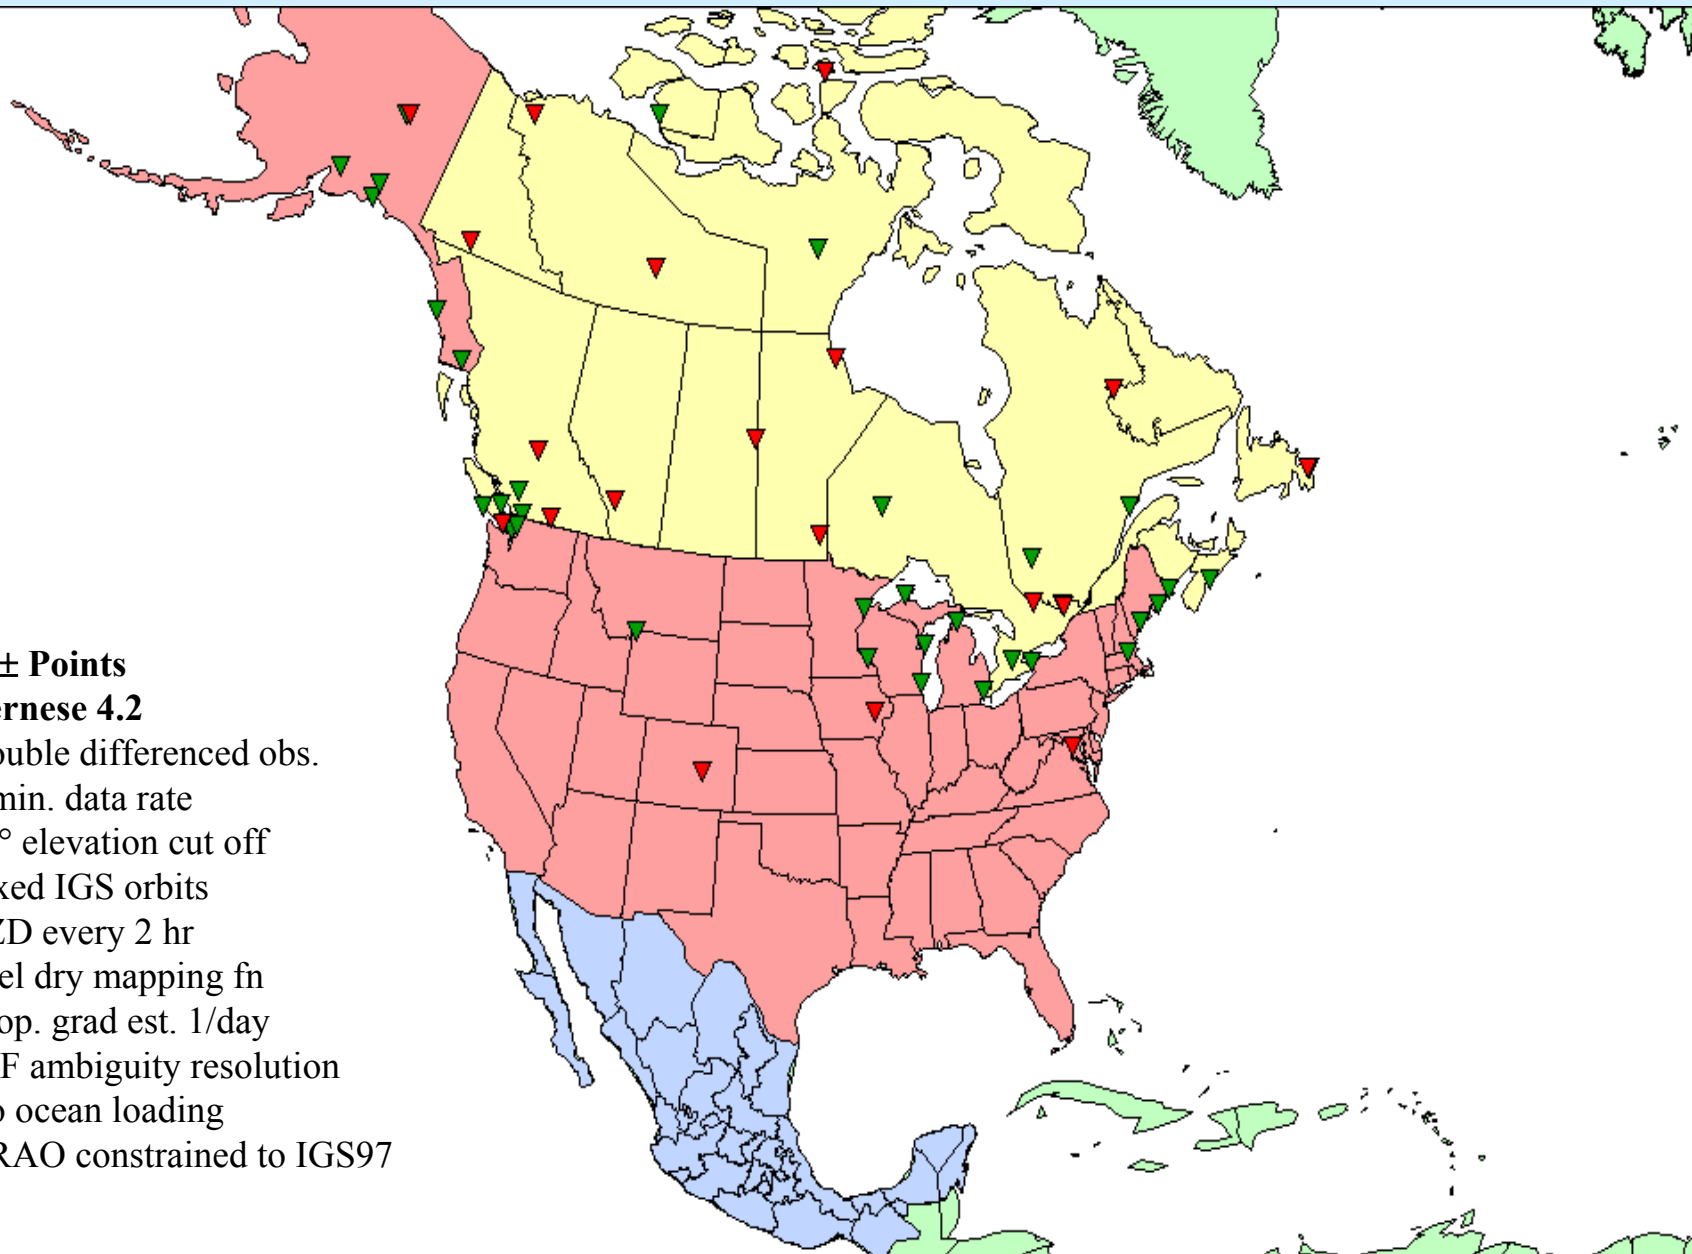 ± Points
ernese 4.2
ouble differenced obs.
min. data rate
° elevation cut off
xed IGS orbits
ZD every 2 hr
el dry mapping fn
op. grad est. 1/day
F ambiguity resolution
o ocean loading
RAO constrained to IGS97